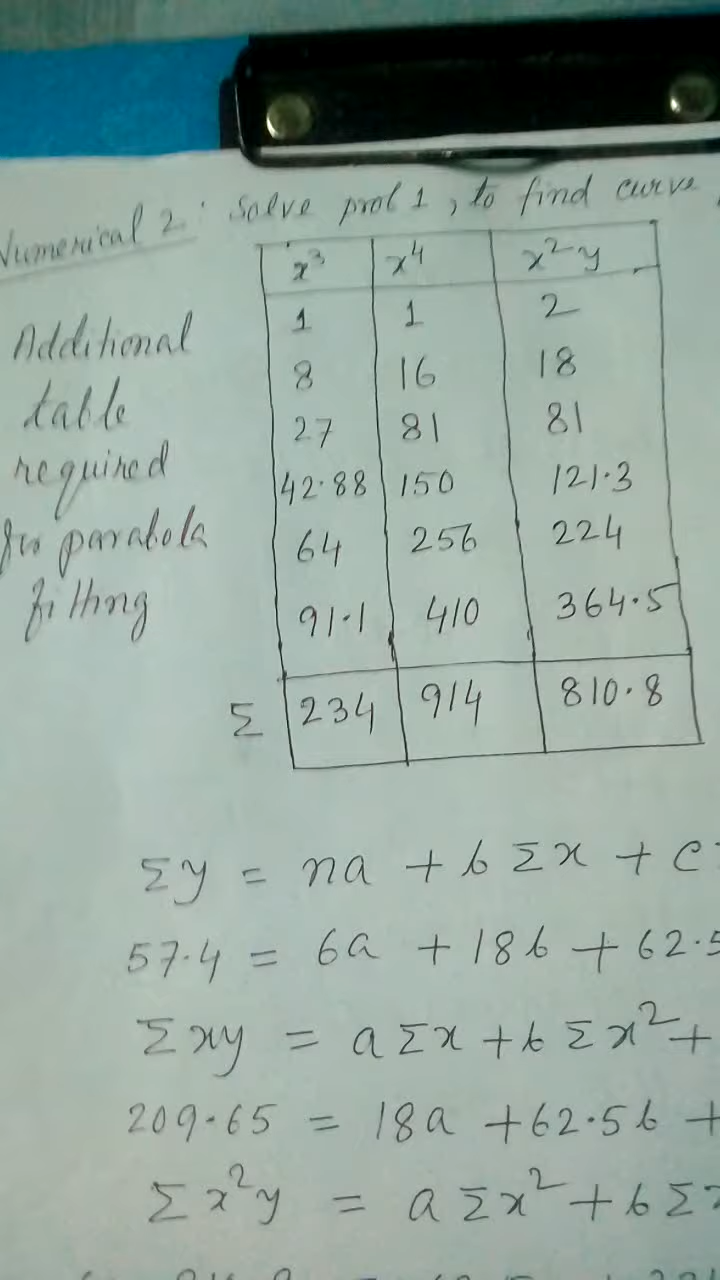 Numerical 2: Solve prob 1, to find curve
x³ x⁴ x²y
1 1 2
Additional
8 16 18
table
27 81 81
required
42.88 150 121.3
for parabola
64 256 224
fitting
91.1 410 364.5
Σ 234 914 810.8
Σy = na + bΣx + c
57.4 = 6a + 18b + 62.5
Σxy = aΣx + bΣx² +
209.65 = 18a + 62.5b +
Σx²y = aΣx² + bΣx